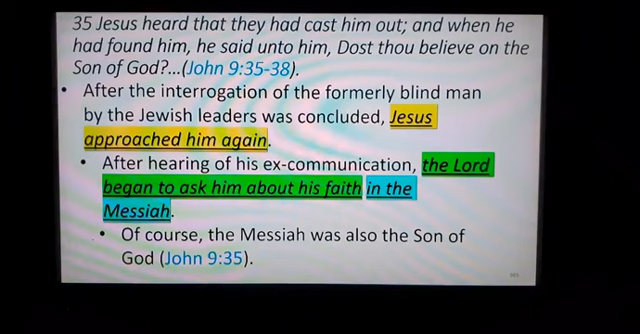 35 Jesus heard that they had cast him out; and when he
had found him, he said unto him, Dost thou believe on the
Son of God?...(John 9:35-38).
• After the interrogation of the formerly blind man
by the Jewish leaders was concluded, Jesus
approached him again.
• After hearing of his ex-communication, the Lord
began to ask him about his faith in the
Messiah.
• Of course, the Messiah was also the Son of
God (John 9:35).